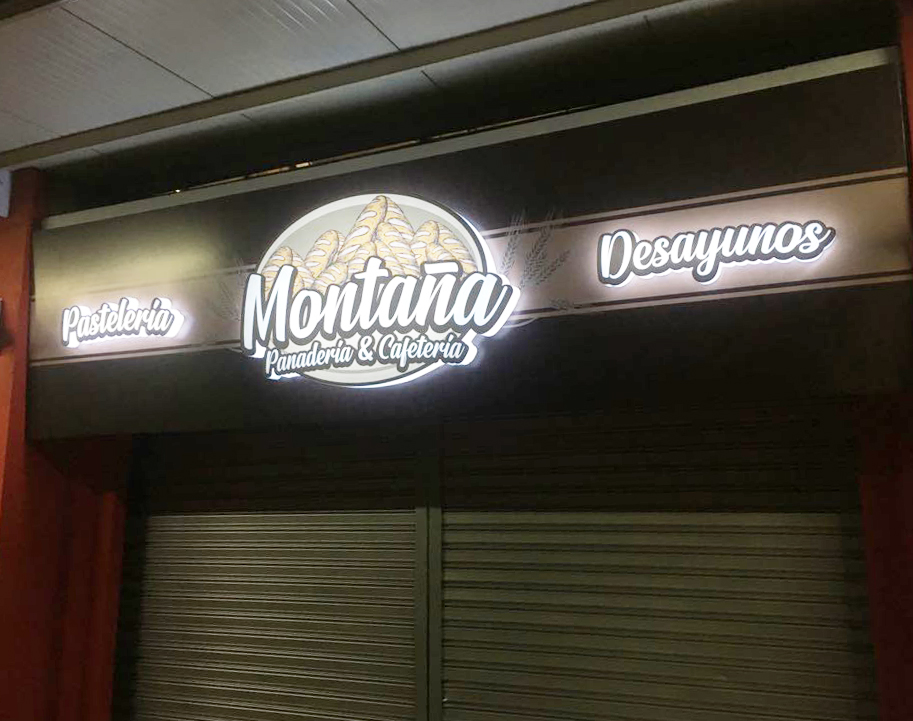 Pastelería
Montaña
Panadería & Cafetería
Desayunos